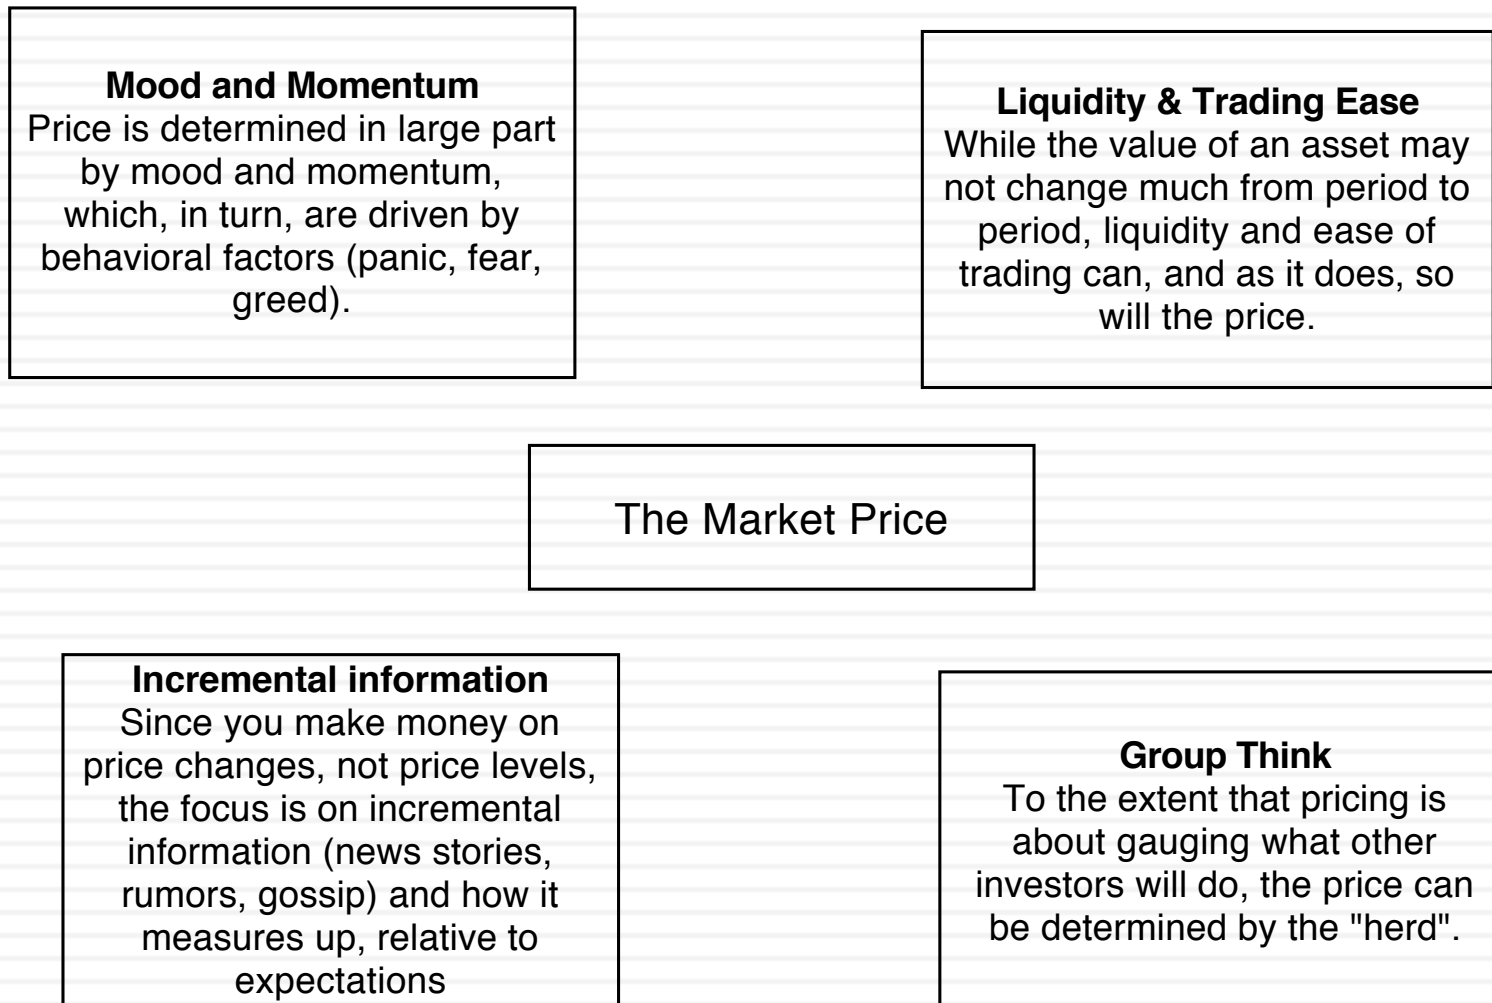 Mood and Momentum
Price is determined in large part
by mood and momentum,
which, in turn, are driven by
behavioral factors (panic, fear,
greed).
Liquidity & Trading Ease
While the value of an asset may
not change much from period to
period, liquidity and ease of
trading can, and as it does, so
will the price.
The Market Price
Incremental information
Since you make money on
price changes, not price levels,
the focus is on incremental
information (news stories,
rumors, gossip) and how it
measures up, relative to
expectations
Group Think
To the extent that pricing is
about gauging what other
investors will do, the price can
be determined by the "herd".